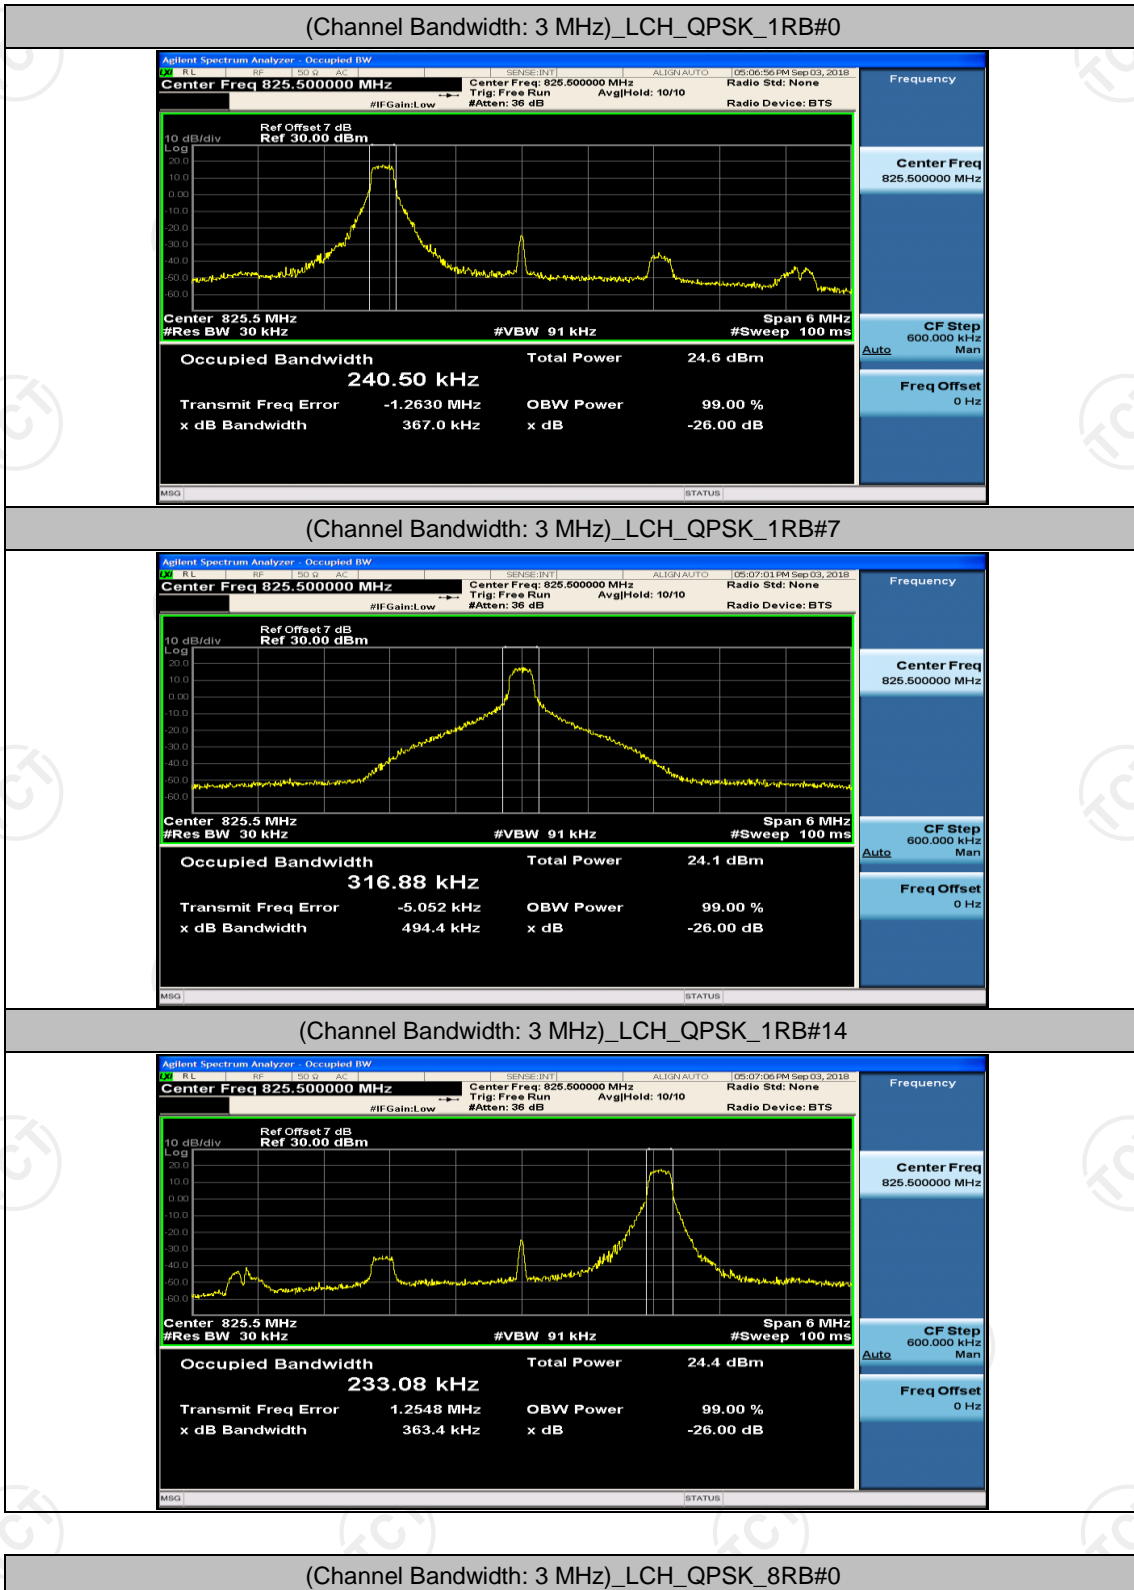 (Channel Bandwidth: 3 MHz)_LCH_QPSK_1RB#0
Agilent Spectrum Analyzer - Occupied BW
LXI RL RF 50 Ω AC SENSE:INT ALIGN AUTO 05:06:56 PM Sep 03, 2018
Center Freq 825.500000 MHz
Center Freq: 825.500000 MHz
Radio Std: None
Trig: Free Run Avg|Hold: 10/10
#IFGain:Low #Atten: 36 dB Radio Device: BTS
Frequency
Ref Offset 7 dB
10 dB/div Ref 30.00 dBm
Log
20.0
10.0
0.00
-10.0
-20.0
-30.0
-40.0
-50.0
-60.0
Center 825.5 MHz Span 6 MHz
#Res BW 30 kHz #VBW 91 kHz #Sweep 100 ms
Center Freq
825.500000 MHz
CF Step
600.000 kHz
Auto Man
Freq Offset
0 Hz
Occupied Bandwidth Total Power 24.6 dBm
240.50 kHz
Transmit Freq Error -1.2630 MHz OBW Power 99.00 %
x dB Bandwidth 367.0 kHz x dB -26.00 dB
MSG STATUS
(Channel Bandwidth: 3 MHz)_LCH_QPSK_1RB#7
Agilent Spectrum Analyzer - Occupied BW
LXI RL RF 50 Ω AC SENSE:INT ALIGN AUTO 05:07:01 PM Sep 03, 2018
Center Freq 825.500000 MHz
Center Freq: 825.500000 MHz
Radio Std: None
Trig: Free Run Avg|Hold: 10/10
#IFGain:Low #Atten: 36 dB Radio Device: BTS
Frequency
Ref Offset 7 dB
10 dB/div Ref 30.00 dBm
Log
20.0
10.0
0.00
-10.0
-20.0
-30.0
-40.0
-50.0
-60.0
Center 825.5 MHz Span 6 MHz
#Res BW 30 kHz #VBW 91 kHz #Sweep 100 ms
Center Freq
825.500000 MHz
CF Step
600.000 kHz
Auto Man
Freq Offset
0 Hz
Occupied Bandwidth Total Power 24.1 dBm
316.88 kHz
Transmit Freq Error -5.052 kHz OBW Power 99.00 %
x dB Bandwidth 494.4 kHz x dB -26.00 dB
MSG STATUS
(Channel Bandwidth: 3 MHz)_LCH_QPSK_1RB#14
Agilent Spectrum Analyzer - Occupied BW
LXI RL RF 50 Ω AC SENSE:INT ALIGN AUTO 05:07:06 PM Sep 03, 2018
Center Freq 825.500000 MHz
Center Freq: 825.500000 MHz
Radio Std: None
Trig: Free Run Avg|Hold: 10/10
#IFGain:Low #Atten: 36 dB Radio Device: BTS
Frequency
Ref Offset 7 dB
10 dB/div Ref 30.00 dBm
Log
20.0
10.0
0.00
-10.0
-20.0
-30.0
-40.0
-50.0
-60.0
Center 825.5 MHz Span 6 MHz
#Res BW 30 kHz #VBW 91 kHz #Sweep 100 ms
Center Freq
825.500000 MHz
CF Step
600.000 kHz
Auto Man
Freq Offset
0 Hz
Occupied Bandwidth Total Power 24.4 dBm
233.08 kHz
Transmit Freq Error 1.2548 MHz OBW Power 99.00 %
x dB Bandwidth 363.4 kHz x dB -26.00 dB
MSG STATUS
(Channel Bandwidth: 3 MHz)_LCH_QPSK_8RB#0
TCT